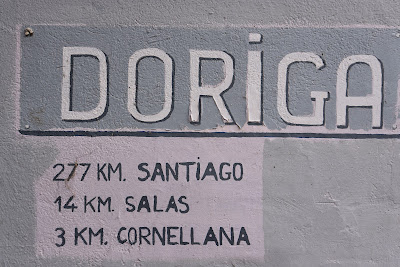 DORiGA
277 KM. SANTiAGO
14 KM. SALAS
3 KM. CORNELLANA